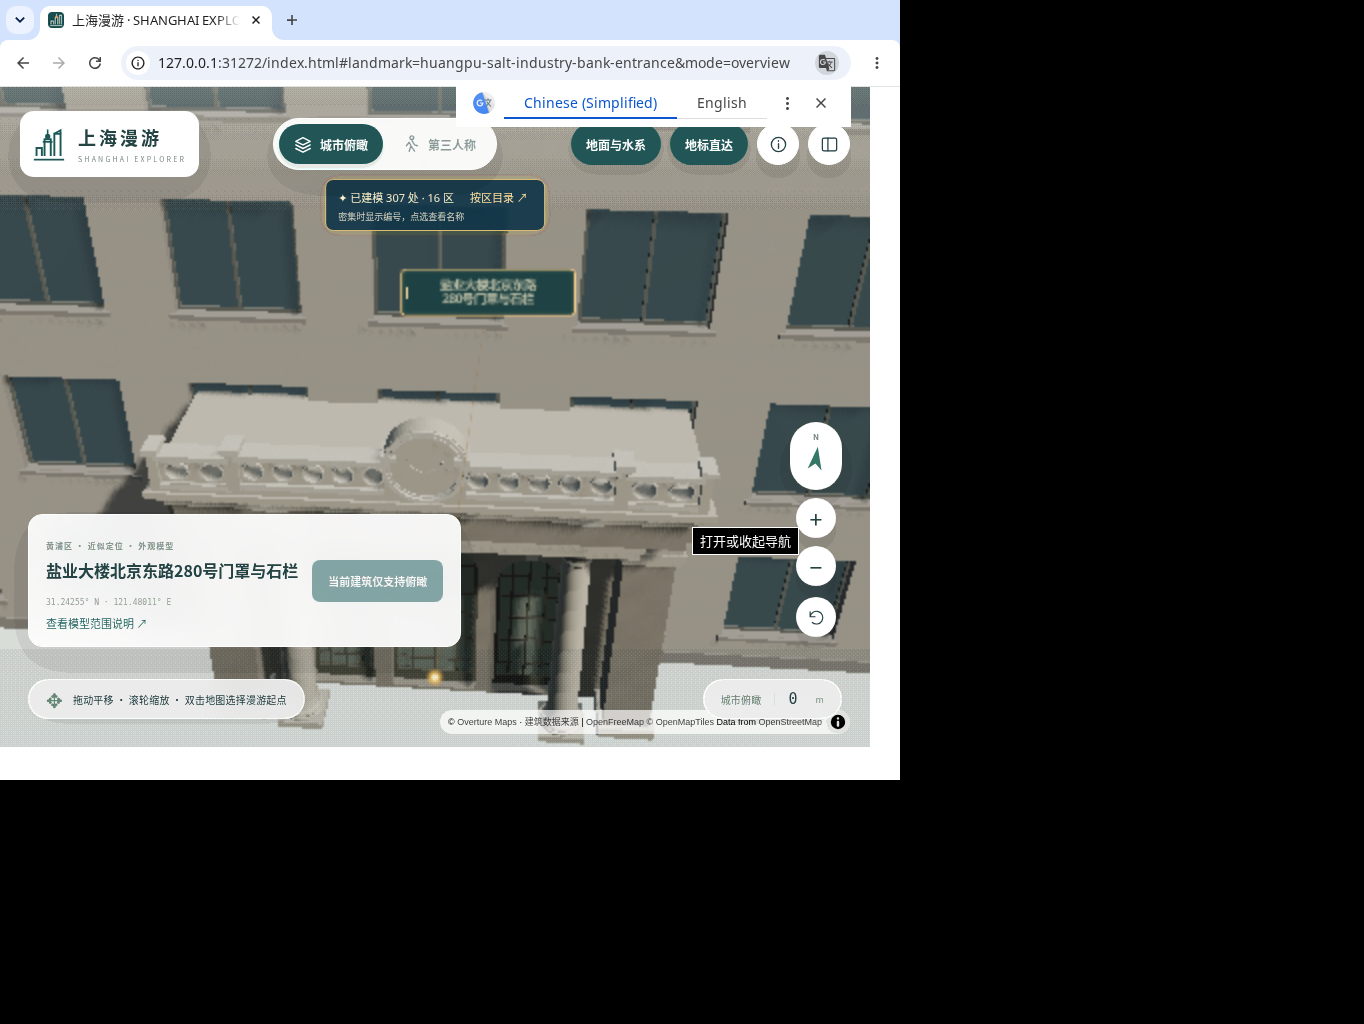 上海漫游 · SHANGHAI EXPLO
127.0.0.1:31272/index.html#landmark=huangpu-salt-industry-bank-entrance&mode=overview
Chinese (Simplified)
English
上海漫游
SHANGHAI EXPLORER
城市俯瞰
第三人称
地面与水系
地标直达
✦ 已建模 307 处 · 16 区 按区目录 ↗
密集时显示编号，点选查看名称
盐业大楼北京东路
280号门罩与石栏
N
打开或收起导航
黄浦区 · 近似定位 · 外观模型
盐业大楼北京东路280号门罩与石栏
当前建筑仅支持俯瞰
31.24255° N · 121.48011° E
查看模型范围说明 ↗
拖动平移 · 滚轮缩放 · 双击地图选择漫游起点
城市俯瞰 0 m
© Overture Maps · 建筑数据来源 | OpenFreeMap © OpenMapTiles Data from OpenStreetMap